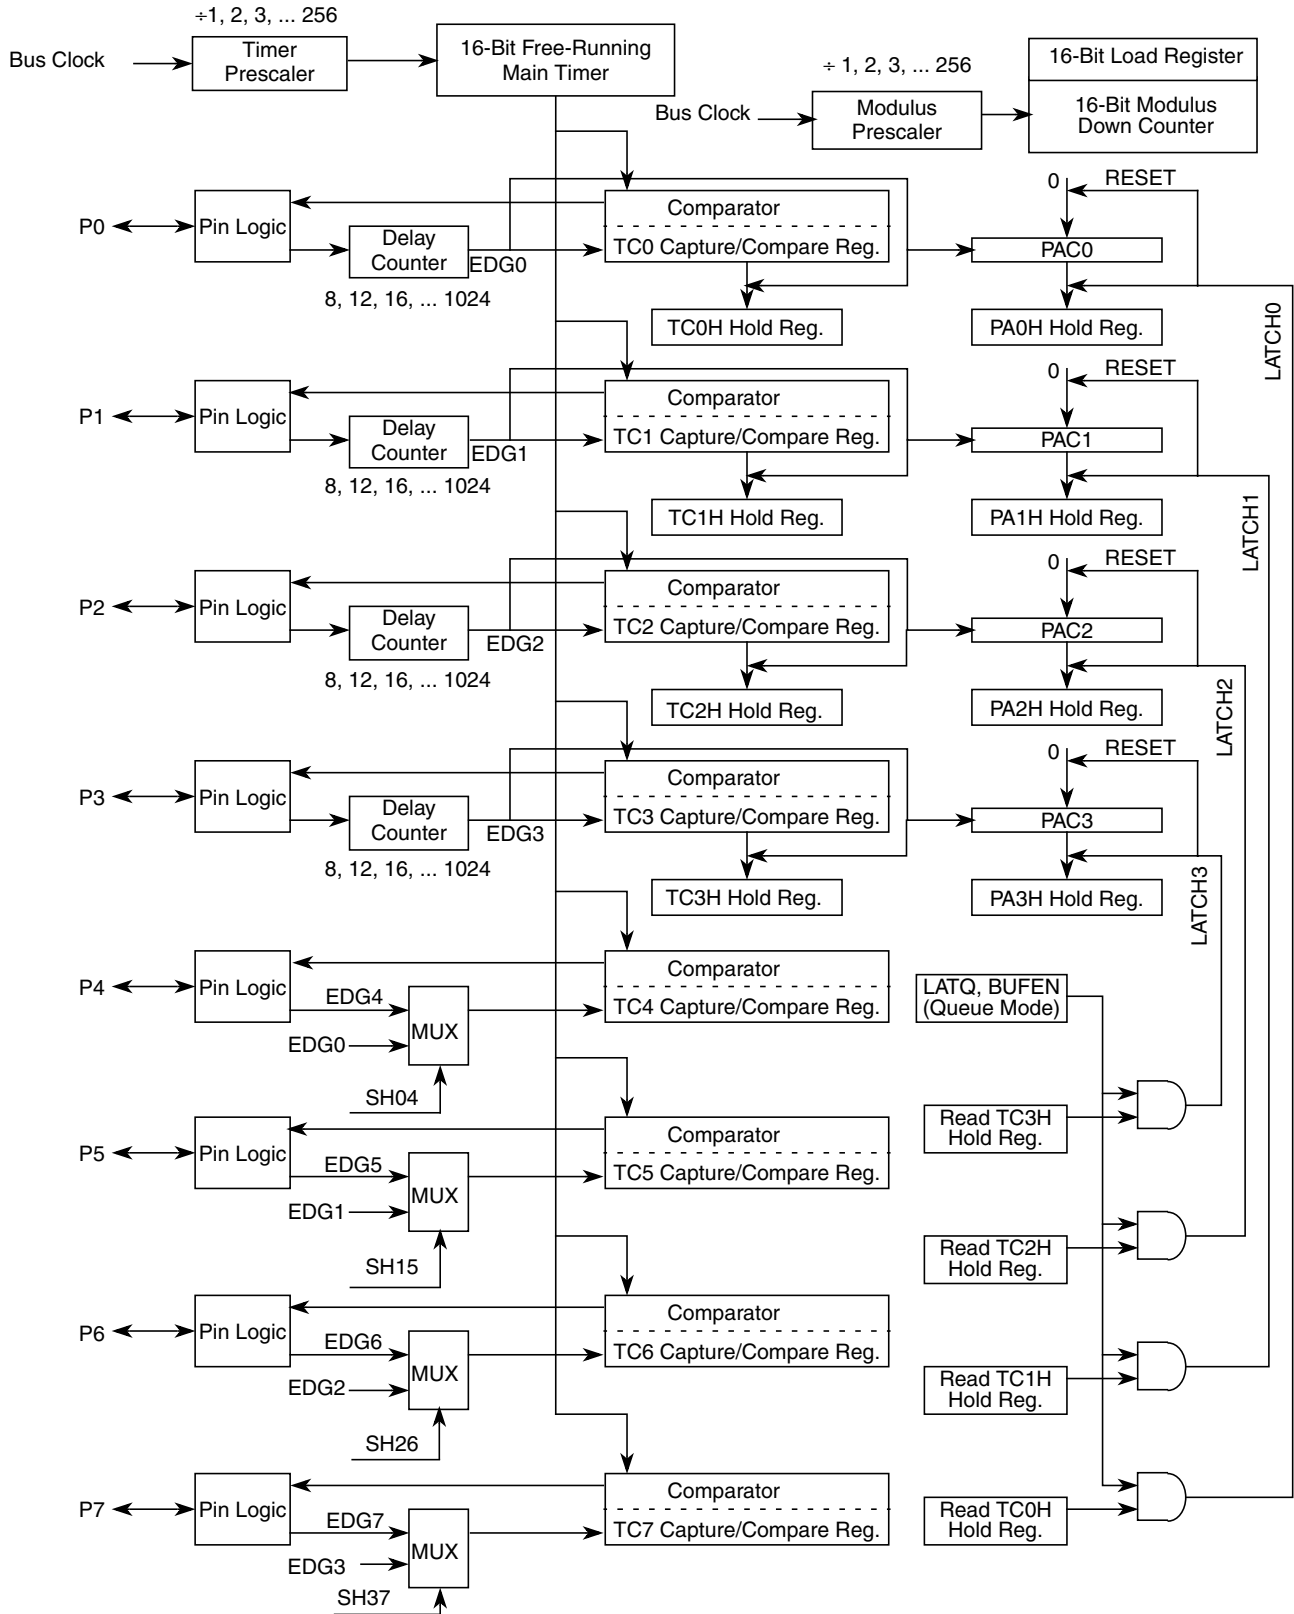 ÷1, 2, 3, ... 256
Bus Clock
Timer
Prescaler
16-Bit Free-Running
Main Timer
÷ 1, 2, 3, ... 256
Bus Clock
Modulus
Prescaler
16-Bit Load Register
16-Bit Modulus
Down Counter
P0
Pin Logic
Delay
Counter
8, 12, 16, ... 1024
EDG0
Comparator
TC0 Capture/Compare Reg.
TC0H Hold Reg.
0
RESET
PAC0
PA0H Hold Reg.
LATCH0
P1
Pin Logic
Delay
Counter
8, 12, 16, ... 1024
EDG1
Comparator
TC1 Capture/Compare Reg.
TC1H Hold Reg.
0
RESET
PAC1
PA1H Hold Reg.
LATCH1
P2
Pin Logic
Delay
Counter
8, 12, 16, ... 1024
EDG2
Comparator
TC2 Capture/Compare Reg.
TC2H Hold Reg.
0
RESET
PAC2
PA2H Hold Reg.
LATCH2
P3
Pin Logic
Delay
Counter
8, 12, 16, ... 1024
EDG3
Comparator
TC3 Capture/Compare Reg.
TC3H Hold Reg.
0
RESET
PAC3
PA3H Hold Reg.
LATCH3
P4
Pin Logic
EDG4
EDG0
MUX
SH04
Comparator
TC4 Capture/Compare Reg.
LATQ, BUFEN
(Queue Mode)
Read TC3H
Hold Reg.
P5
Pin Logic
EDG5
EDG1
MUX
SH15
Comparator
TC5 Capture/Compare Reg.
Read TC2H
Hold Reg.
P6
Pin Logic
EDG6
EDG2
MUX
SH26
Comparator
TC6 Capture/Compare Reg.
Read TC1H
Hold Reg.
P7
Pin Logic
EDG7
EDG3
MUX
SH37
Comparator
TC7 Capture/Compare Reg.
Read TC0H
Hold Reg.